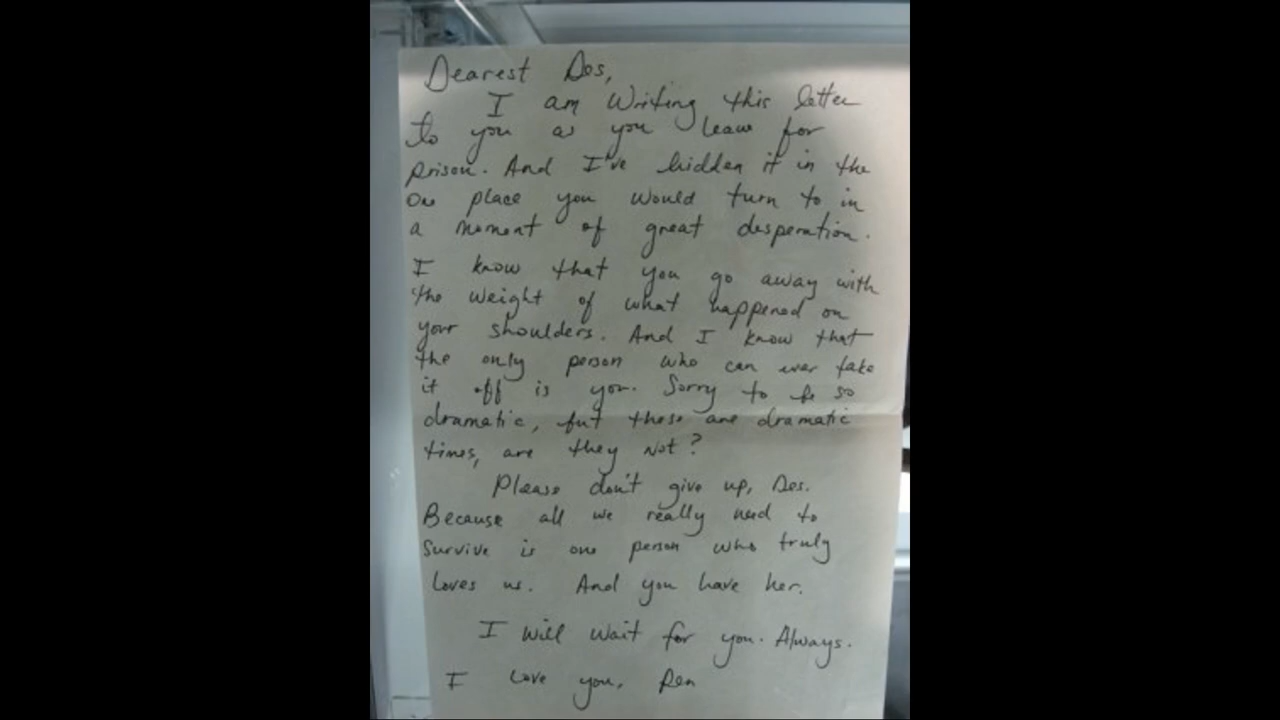 Dearest Des,
I am writing this letter
to you as you leave for
prison. And I've hidden it in the
one place you would turn to in
a moment of great desperation.
I know that you go away with
the weight of what happened on
your shoulders. And I know that
the only person who can ever take
it off is you. Sorry to be so
dramatic, but these are dramatic
times, are they not?
Please don't give up, Des.
Because all we really need to
survive is one person who truly
loves us. And you have her.
I will wait for you. Always.
I love you, Pen